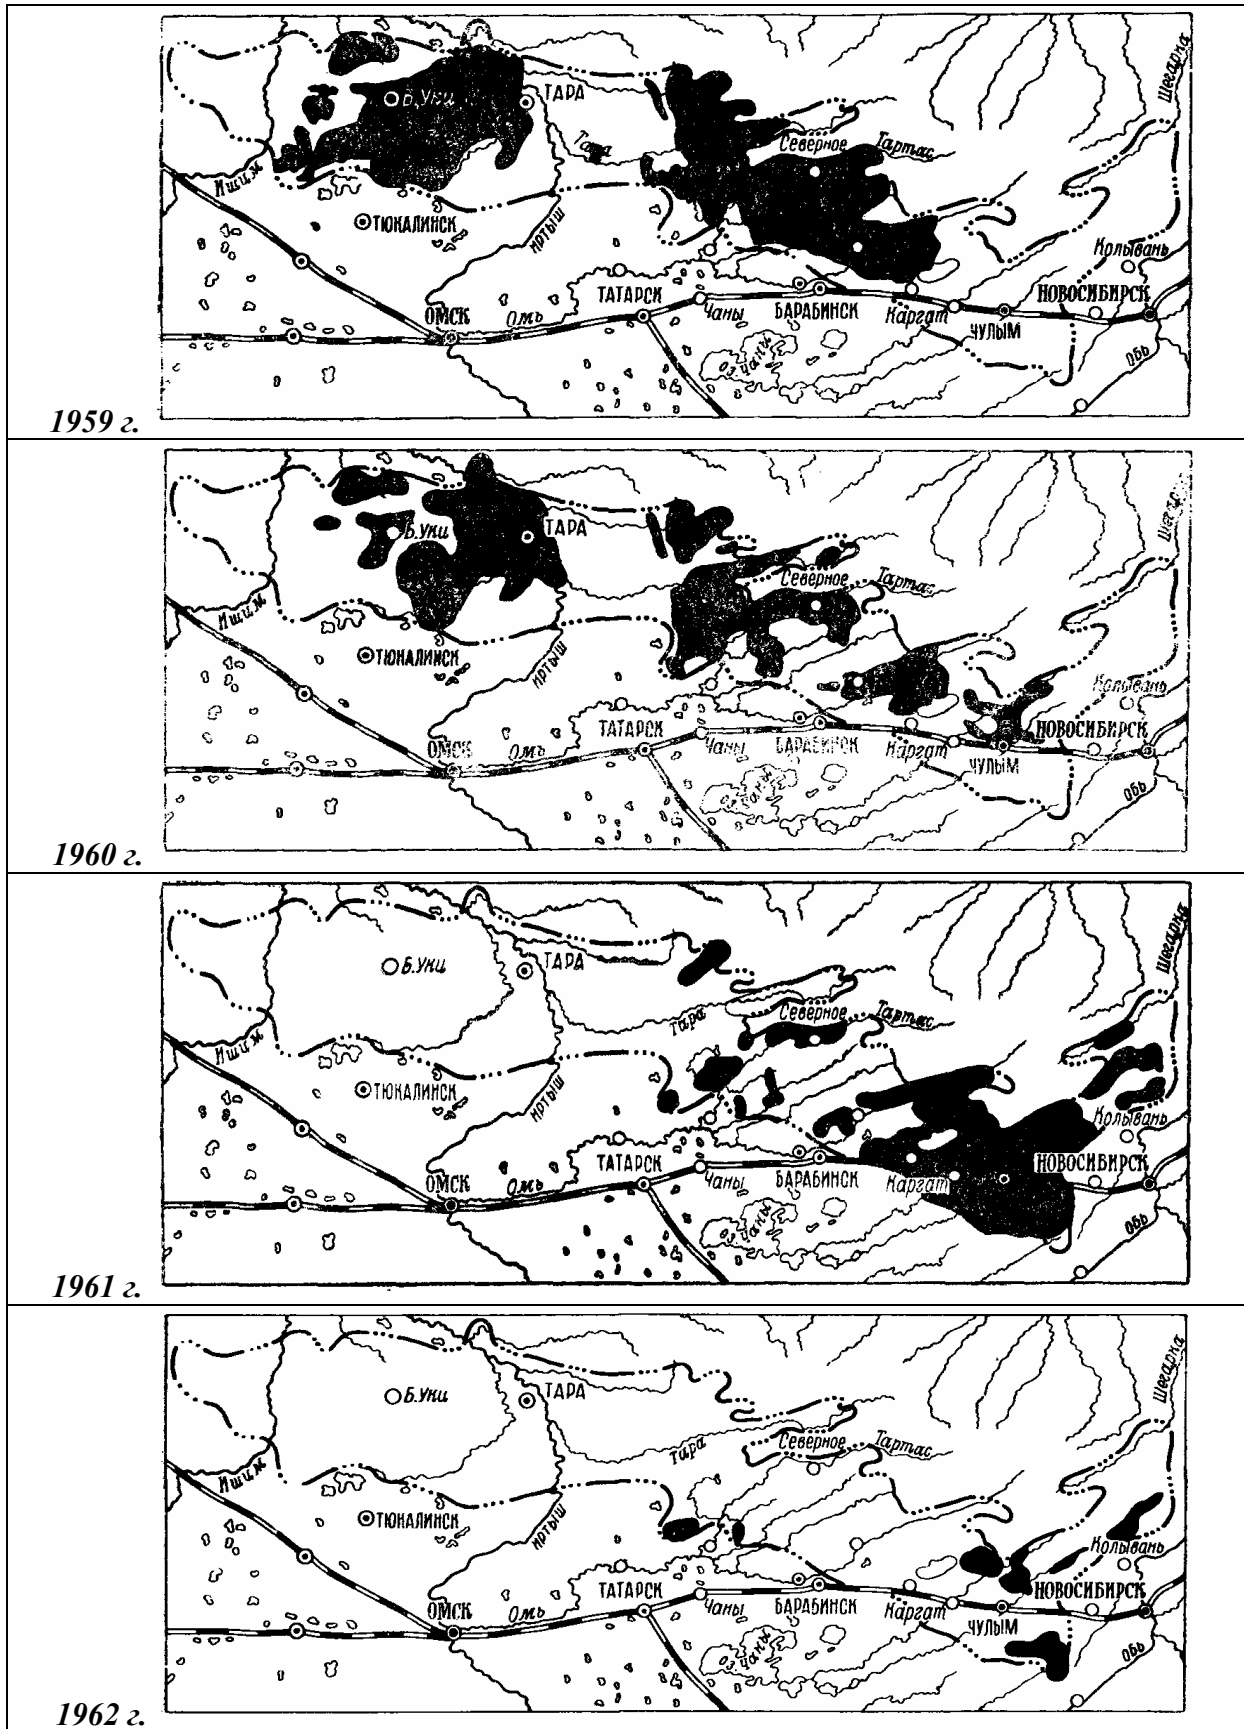 Шегарка
Б.Уки
ТАРА
Тара
Северное
Тартас
Ишим
ТЮКАЛИНСК
ИРТЫШ
Колывань
ТАТАРСК
НОВОСИБИРСК
ОМСК
Омь
Чаны
БАРАБИНСК
Каргат
ЧУЛЫМ
Оз. Чаны
Обь
1959 г.
Б.Уки
ТАРА
Северное
Тартас
Ишим
ТЮКАЛИНСК
ИРТЫШ
Колывань
ТАТАРСК
НОВОСИБИРСК
ОМСК
Омь
Чаны
БАРАБИНСК
Каргат
ЧУЛЫМ
Обь
1960 г.
Шегарка
Б.Уки
ТАРА
Тара
Северное
Тартас
Ишим
ТЮКАЛИНСК
ИРТЫШ
Колывань
ТАТАРСК
НОВОСИБИРСК
ОМСК
Омь
Чаны
БАРАБИНСК
Каргат
Оз. Чаны
Обь
1961 г.
Шегарка
Б.Уки
ТАРА
Тара
Северное
Тартас
Ишим
ТЮКАЛИНСК
ИРТЫШ
Колывань
ТАТАРСК
НОВОСИБИРСК
ОМСК
Омь
Чаны
БАРАБИНСК
Каргат
ЧУЛЫМ
Оз. Чаны
Обь
1962 г.